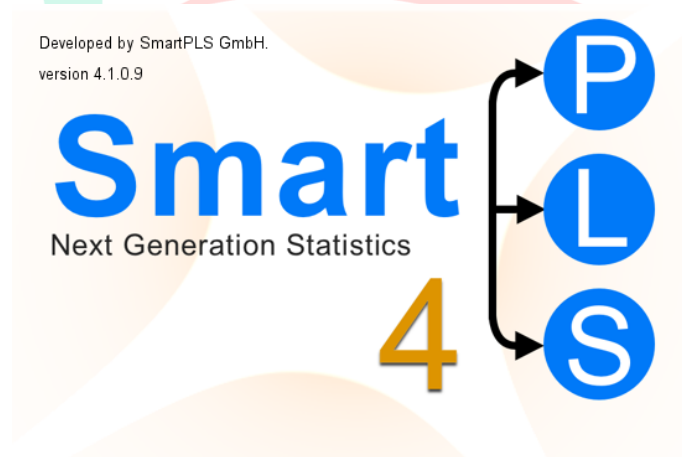 Developed by SmartPLS GmbH.
version 4.1.0.9
Smart
P
L
S
Next Generation Statistics
4